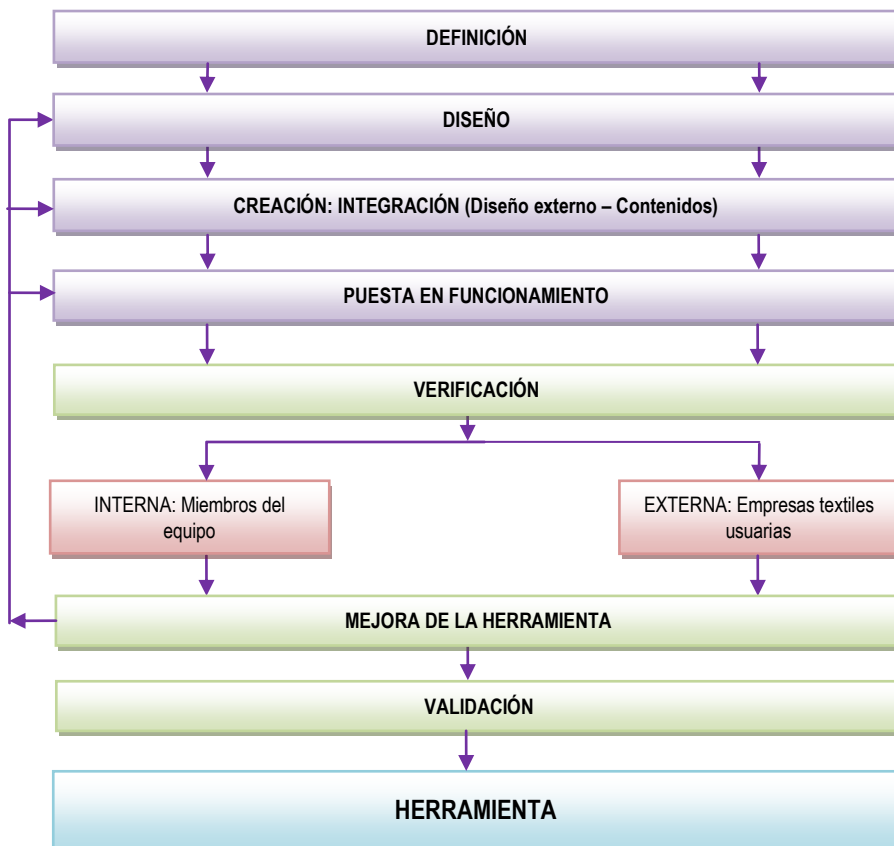 DEFINICIÓN
DISEÑO
CREACIÓN: INTEGRACIÓN (Diseño externo – Contenidos)
PUESTA EN FUNCIONAMIENTO
VERIFICACIÓN
INTERNA: Miembros del
equipo
EXTERNA: Empresas textiles
usuarias
MEJORA DE LA HERRAMIENTA
VALIDACIÓN
HERRAMIENTA